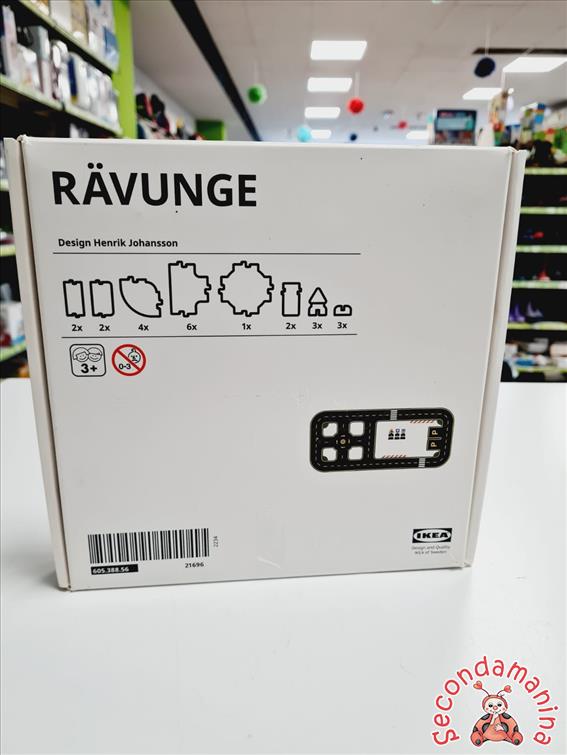 RÄVUNGE
Design Henrik Johansson
2x 2x 4x 6x 1x 2x 3x 3x
3+
0-3
P P
2234
605.388.56
21696
IKEA
Design and Quality
IKEA of Sweden
Secondamanina